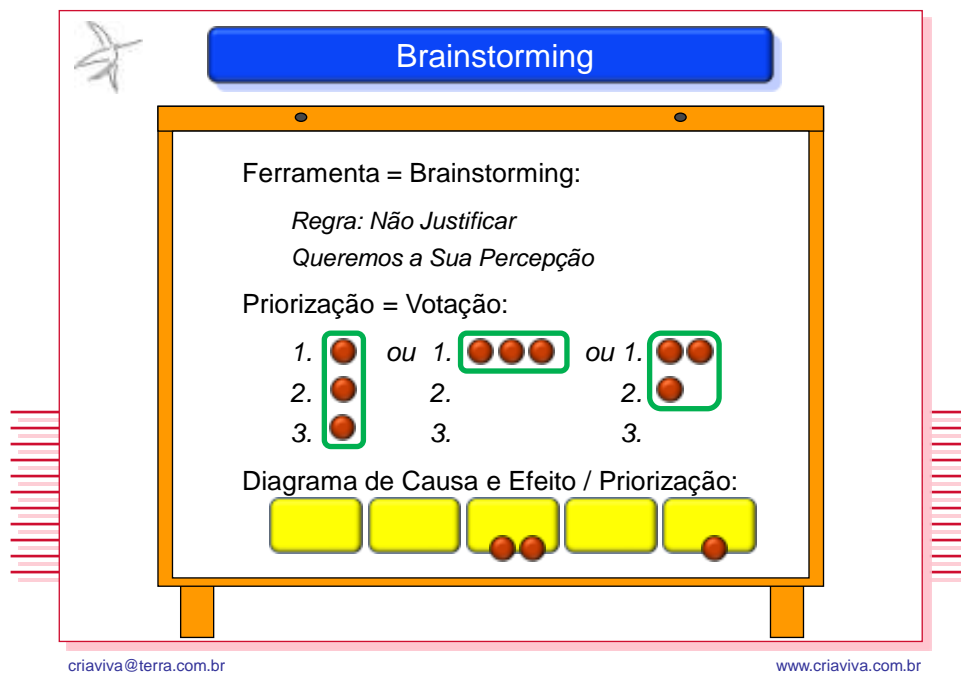 Brainstorming
Ferramenta = Brainstorming:
Regra: Não Justificar
Queremos a Sua Percepção
Priorização = Votação:
1. ou 1. ou 1.
2. 2. 2.
3. 3. 3.
Diagrama de Causa e Efeito / Priorização:
criaviva@terra.com.br www.criaviva.com.br